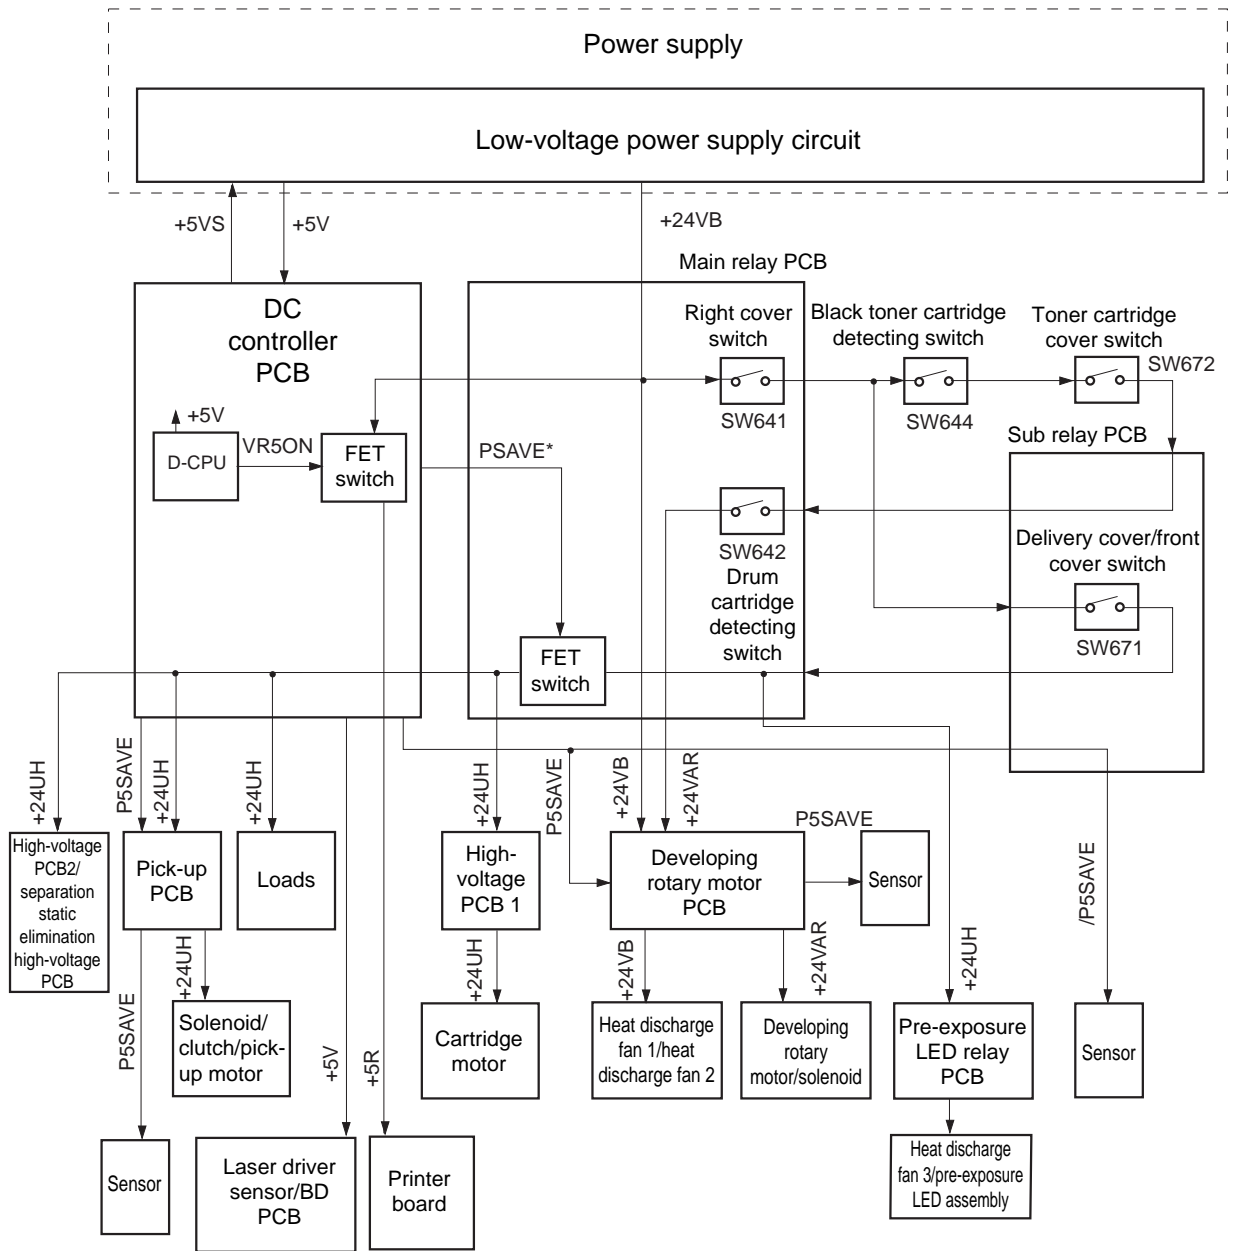 Power supply
Low-voltage power supply circuit
+5VS
+5V
+24VB
Main relay PCB
DC
controller
PCB
Right cover
switch
Black toner cartridge
detecting switch
Toner cartridge
cover switch
SW672
SW641
SW644
Sub relay PCB
+5V
D-CPU
VR5ON
FET
switch
PSAVE*
SW642
Drum
cartridge
detecting
switch
Delivery cover/front
cover switch
SW671
FET
switch
+24UH
P5SAVE
+24UH
+24UH
+24UH
P5SAVE
+24VB
+24VAR
P5SAVE
/P5SAVE
High-voltage
PCB2/
separation
static
elimination
high-voltage
PCB
Pick-up
PCB
Loads
High-
voltage
PCB 1
Developing
rotary motor
PCB
Sensor
P5SAVE
+24UH
+5V
+5R
+24UH
+24VB
+24VAR
+24UH
Solenoid/
clutch/pick-
up motor
Cartridge
motor
Heat discharge
fan 1/heat
discharge fan 2
Developing
rotary
motor/solenoid
Pre-exposure
LED relay
PCB
Sensor
Sensor
Laser driver
sensor/BD
PCB
Printer
board
Heat discharge
fan 3/pre-exposure
LED assembly